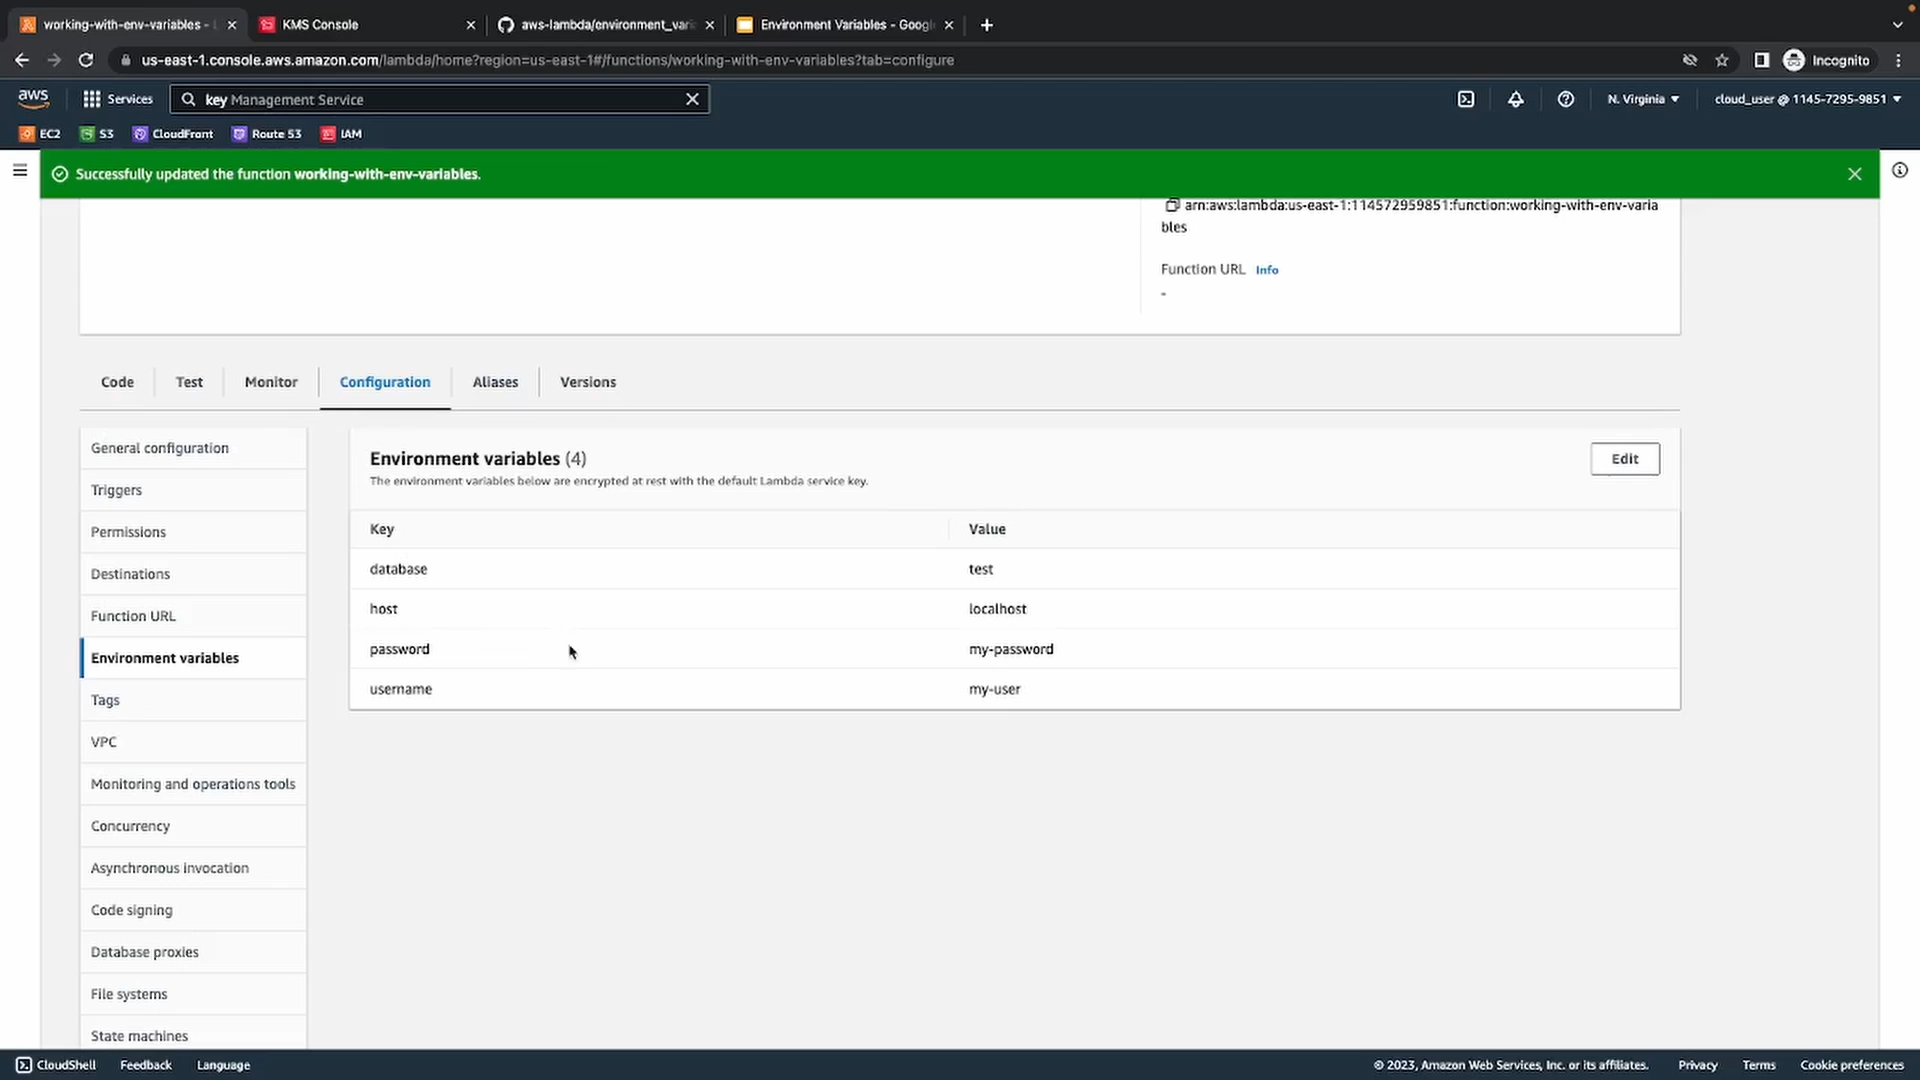 working-with-env-variables - L
KMS Console
aws-lambda/environment_vari
Environment Variables - Google
us-east-1.console.aws.amazon.com/lambda/home?region=us-east-1#/functions/working-with-env-variables?tab=configure
Incognito
aws
Services
key Management Service
N. Virginia
cloud_user @ 1145-7295-9851
EC2
S3
CloudFront
Route 53
IAM
Successfully updated the function working-with-env-variables.
arn:aws:lambda:us-east-1:114572959851:function:working-with-env-varia
bles
Function URL Info
-
Code
Test
Monitor
Configuration
Aliases
Versions
General configuration
Triggers
Permissions
Destinations
Function URL
Environment variables
Tags
VPC
Monitoring and operations tools
Concurrency
Asynchronous invocation
Code signing
Database proxies
File systems
State machines
Environment variables (4)
Edit
The environment variables below are encrypted at rest with the default Lambda service key.
Key Value
database test
host localhost
password my-password
username my-user
CloudShell
Feedback
Language
© 2023, Amazon Web Services, Inc. or its affiliates.
Privacy
Terms
Cookie preferences